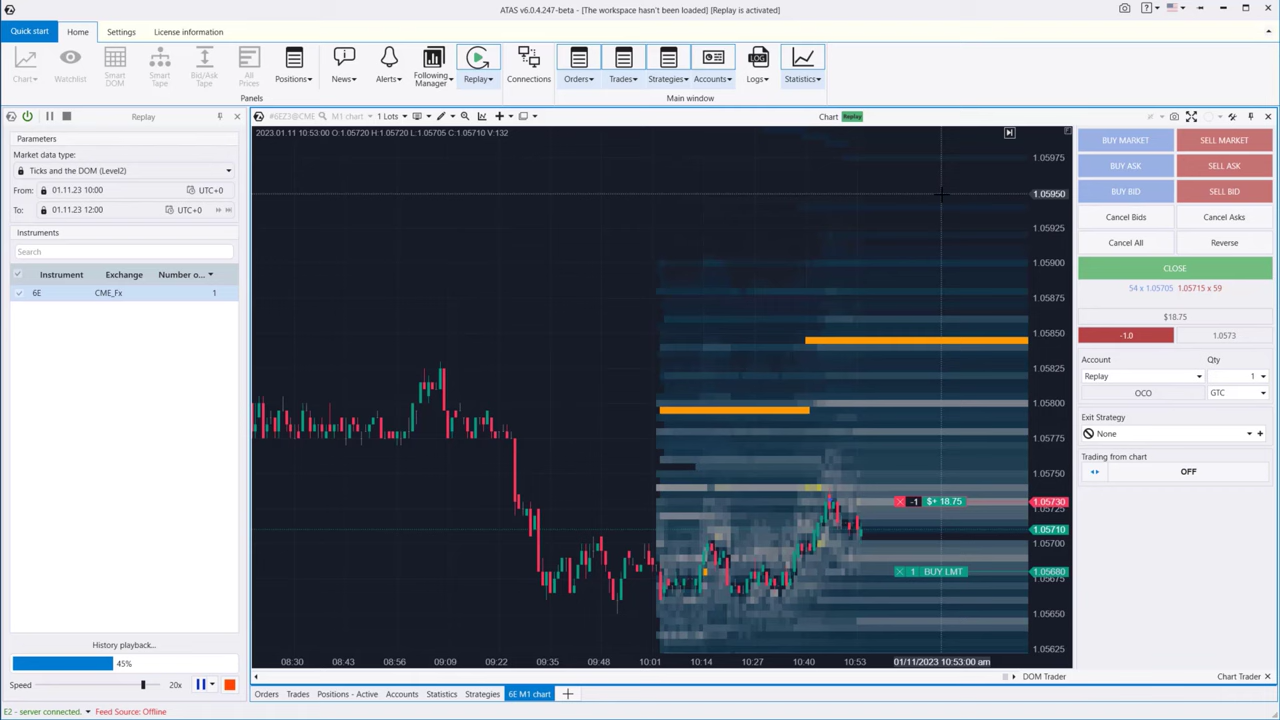 ATAS v6.0.4.247-beta - [The workspace hasn't been loaded] [Replay is activated]
Quick start Home Settings License information
Chart Watchlist Smart DOM Smart Tape Bid/Ask Tape All Prices Positions News Alerts Following Manager Replay Connections Orders Trades Strategies Accounts LOG Logs Statistics
Panels Main window
Replay
Parameters
Market data type:
Ticks and the DOM (Level2)
From: 01.11.23 10:00 UTC+0
To: 01.11.23 12:00 UTC+0
Instruments
Search
Instrument Exchange Number o...
6E CME_Fx 1
History playback...
45%
Speed 20x
#6EZ3@CME M1 chart 1 Lots Chart Replay
2023.01.11 10:53:00 O:1.05720 H:1.05720 L:1.05705 C:1.05710 V:132
1.05975
1.05950
1.05925
1.05900
1.05875
1.05850
1.05825
1.05800
1.05775
1.05750
-1 $+ 18.75 1.05730
1.05725
1.05710
1.05700
1 BUY LMT 1.05680
1.05675
1.05650
1.05625
08:30 08:43 08:56 09:09 09:22 09:35 09:48 10:01 10:14 10:27 10:40 10:53 01/11/2023 10:53:00 am
BUY MARKET SELL MARKET
BUY ASK SELL ASK
BUY BID SELL BID
Cancel Bids Cancel Asks
Cancel All Reverse
CLOSE
54 x 1.05705 1.05715 x 59
$18.75
-1.0 1.0573
Account Qty
Replay 1
OCO GTC
Exit Strategy
None
Trading from chart
OFF
DOM Trader Chart Trader
Orders Trades Positions - Active Accounts Statistics Strategies 6E M1 chart
E2 - server connected. Feed Source: Offline